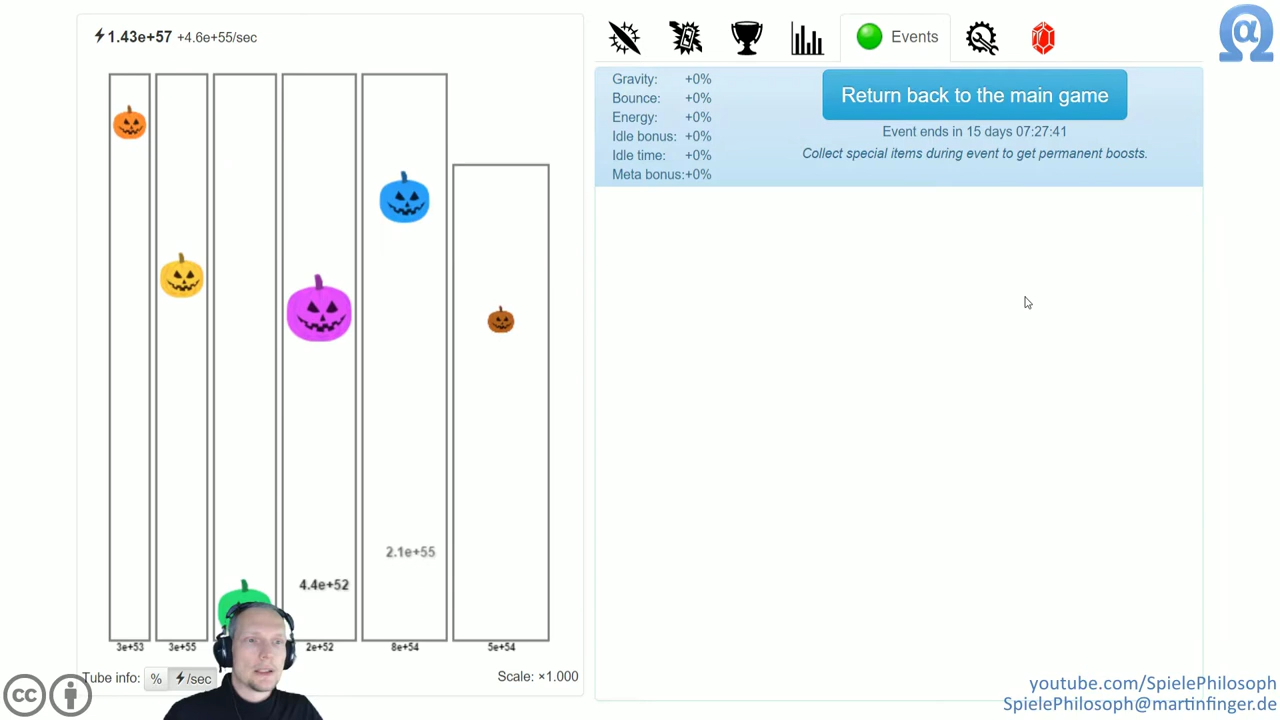 1.43e+57 +4.6e+55/sec
Events
Gravity: +0%
Bounce: +0%
Energy: +0%
Idle bonus: +0%
Idle time: +0%
Meta bonus:+0%
Return back to the main game
Event ends in 15 days 07:27:41
Collect special items during event to get permanent boosts.
2.1e+55
4.4e+52
3e+53 3e+55 2e+52 8e+54 5e+54
Tube info: % /sec
Scale: ×1.000
cc
youtube.com/SpielePhilosoph
SpielePhilosoph@martinfinger.de